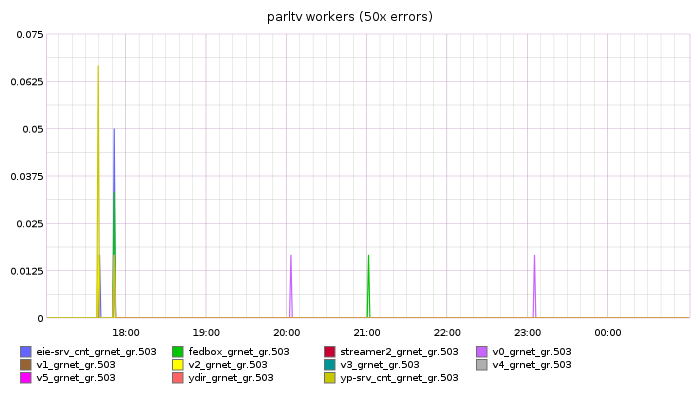 parltv workers (50x errors)
0.075
0.0625
0.05
0.0375
0.025
0.0125
0
18:00 19:00 20:00 21:00 22:00 23:00 00:00
eie-srv_cnt_grnet_gr.503 fedbox_grnet_gr.503 streamer2_grnet_gr.503 v0_grnet_gr.503
v1_grnet_gr.503 v2_grnet_gr.503 v3_grnet_gr.503 v4_grnet_gr.503
v5_grnet_gr.503 ydir_grnet_gr.503 yp-srv_cnt_grnet_gr.503